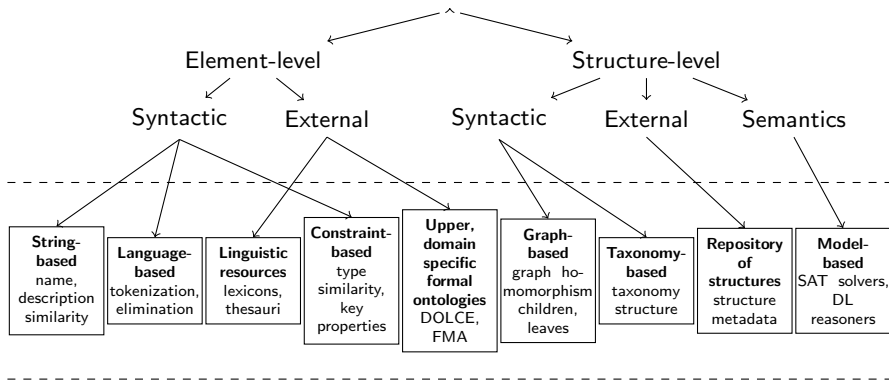 Element-level
Structure-level
Syntactic
External
Syntactic
External
Semantics
String-
based
name,
description
similarity
Language-
based
tokenization,
elimination
Linguistic
resources
lexicons,
thesauri
Constraint-
based
type
similarity,
key
properties
Upper,
domain
specific
formal
ontologies
DOLCE,
FMA
Graph-
based
graph ho-
momorphism
children,
leaves
Taxonomy-
based
taxonomy
structure
Repository
of
structures
structure
metadata
Model-
based
SAT solvers,
DL
reasoners